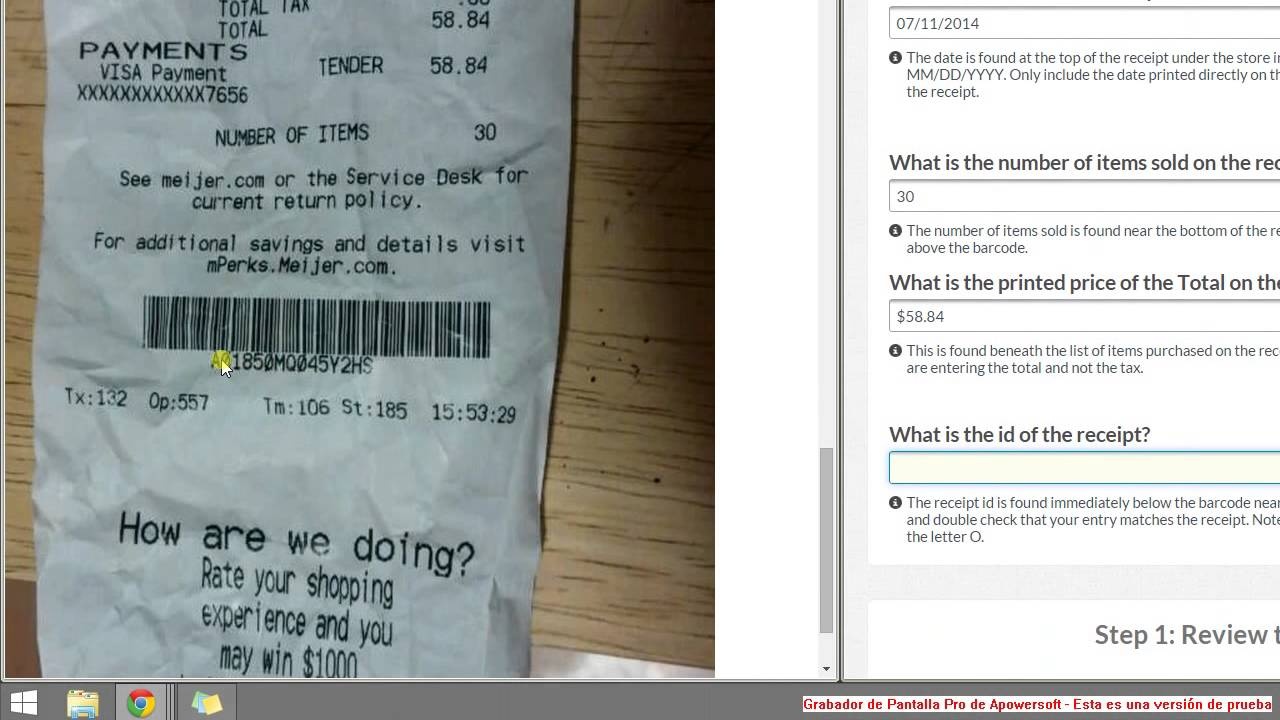 TOTAL TAX
TOTAL 58.84
PAYMENTS
VISA Payment TENDER 58.84
XXXXXXXXXXXX7656
NUMBER OF ITEMS 30
See meijer.com or the Service Desk for
current return policy.
For additional savings and details visit
mPerks.Meijer.com.
A01850MQ045Y2HS
Tx:132 Op:557 Tm:106 St:185 15:53:29
How are we doing?
Rate your shopping
experience and you
may win $1000
07/11/2014
The date is found at the top of the receipt under the store
MM/DD/YYYY. Only include the date printed directly on
the receipt.
What is the number of items sold on the
30
The number of items sold is found near the bottom of the
above the barcode.
What is the printed price of the Total on the
$58.84
This is found beneath the list of items purchased on the
are entering the total and not the tax.
What is the id of the receipt?
The receipt id is found immediately below the barcode
and double check that your entry matches the receipt.
the letter O.
Step 1: Review
Grabador de Pantalla Pro de Apowersoft - Esta es una versión de prueba